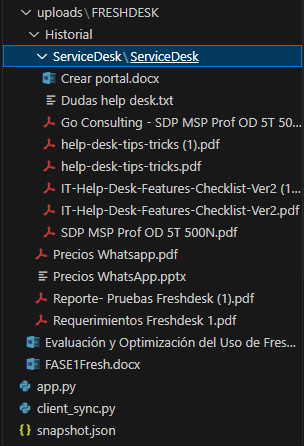 uploads\FRESHDESK
Historial
ServiceDesk\ServiceDesk
Crear portal.docx
Dudas help desk.txt
Go Consulting - SDP MSP Prof OD 5T 50...
help-desk-tips-tricks (1).pdf
help-desk-tips-tricks.pdf
IT-Help-Desk-Features-Checklist-Ver2 (1...
IT-Help-Desk-Features-Checklist-Ver2.pdf
SDP MSP Prof OD 5T 500N.pdf
Precios Whatsapp.pdf
Precios WhatsApp.pptx
Reporte- Pruebas Freshdesk (1).pdf
Requerimientos Freshdesk 1.pdf
Evaluación y Optimización del Uso de Fres...
FASE1Fresh.docx
app.py
client_sync.py
snapshot.json